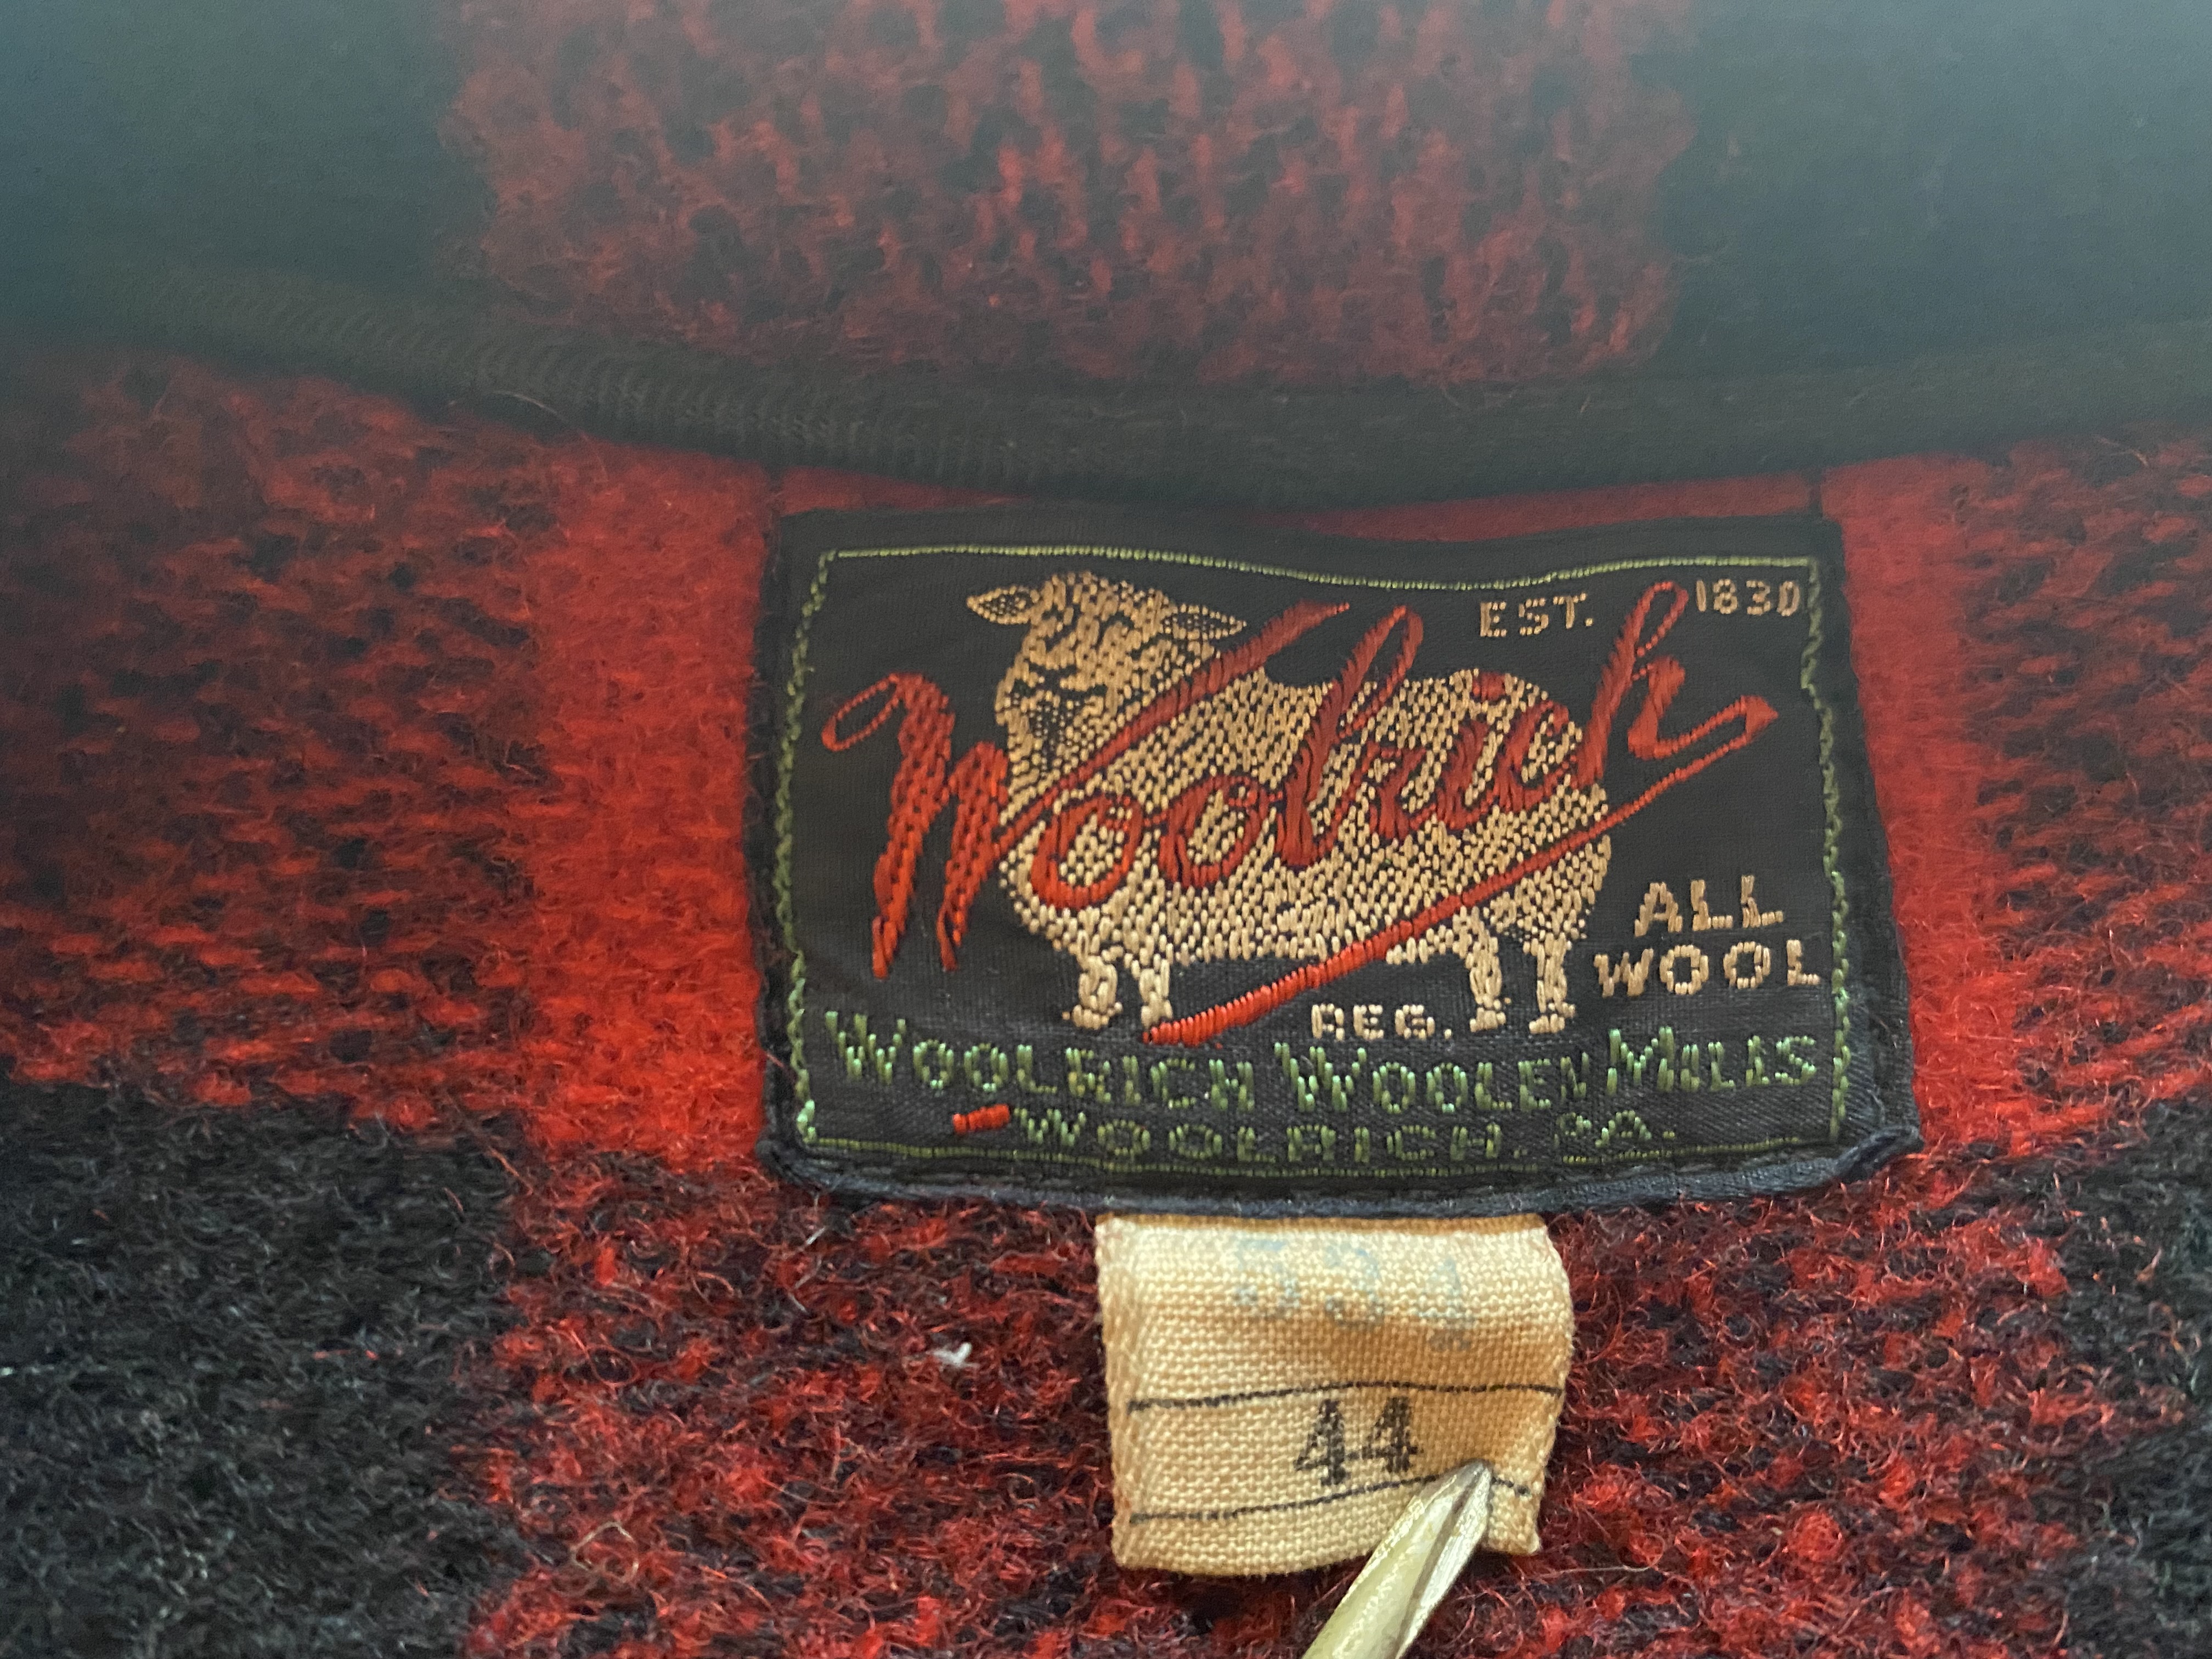 EST. 1830
Woolrich
ALL
WOOL
REG.
WOOLRICH WOOLEN MILLS
WOOLRICH, PA.
44